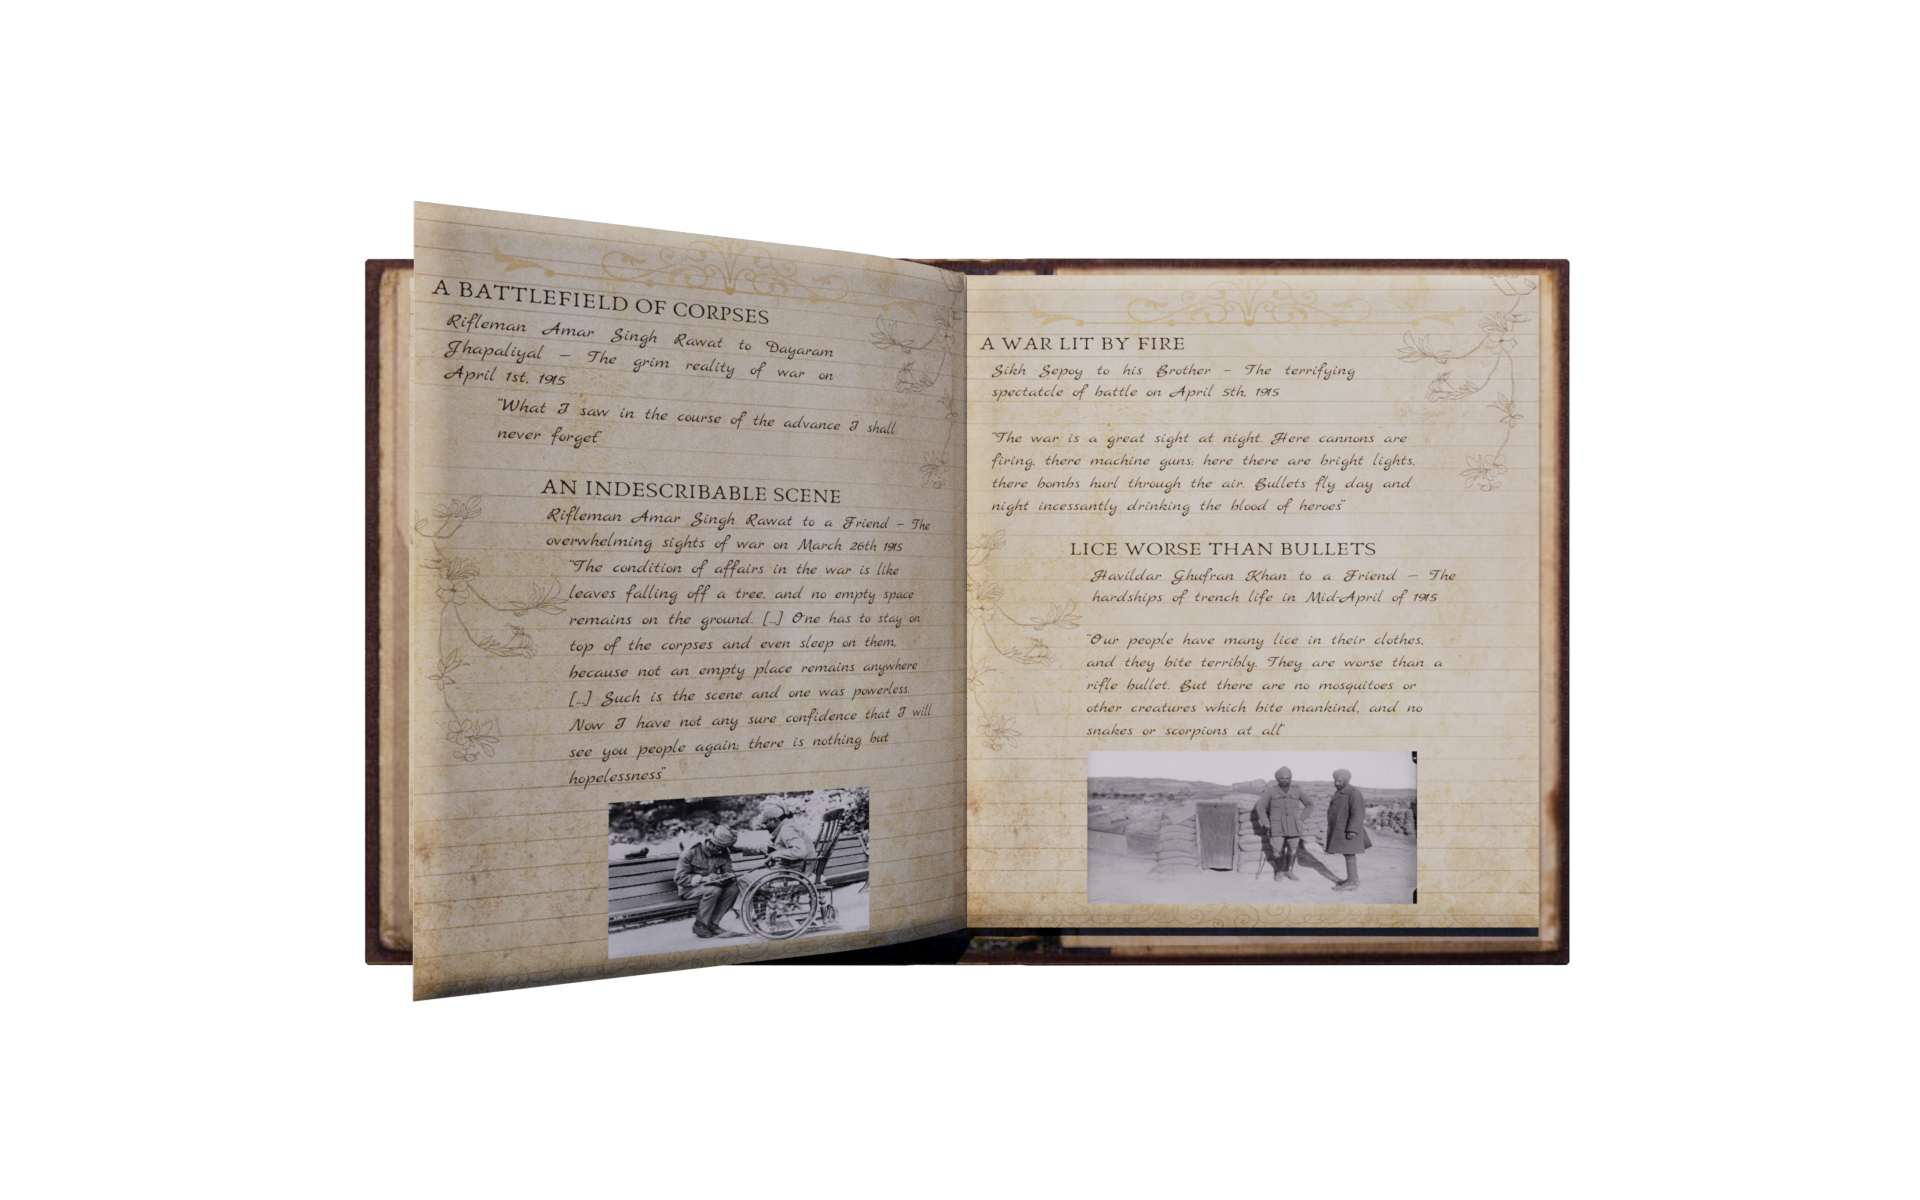 A BATTLEFIELD OF CORPSES
Rifleman Amar Singh Rawat to Dayaram
Jhapaliyal – The grim reality of war on
April 1st, 1915
"What I saw in the course of the advance I shall
never forget"
AN INDESCRIBABLE SCENE
Rifleman Amar Singh Rawat to a Friend – The
overwhelming sights of war on March 26th 1915
"The condition of affairs in the war is like
leaves falling off a tree, and no empty space
remains on the ground. [...] One has to stay on
top of the corpses and even sleep on them,
because not an empty place remains anywhere
[...] Such is the scene and one was powerless.
Now I have not any sure confidence that I will
see you people again; there is nothing but
hopelessness"
A WAR LIT BY FIRE
Sikh Sepoy to his Brother – The terrifying
spectatcle of battle on April 5th, 1915
"The war is a great sight at night. Here cannons are
firing, there machine guns; here there are bright lights,
there bombs hurl through the air. Bullets fly day and
night incessantly drinking the blood of heroes"
LICE WORSE THAN BULLETS
Havildar Ghufran Khan to a Friend – The
hardships of trench life in Mid-April of 1915
"Our people have many lice in their clothes,
and they bite terribly. They are worse than a
rifle bullet. But there are no mosquitoes or
other creatures which bite mankind, and no
snakes or scorpions at all"